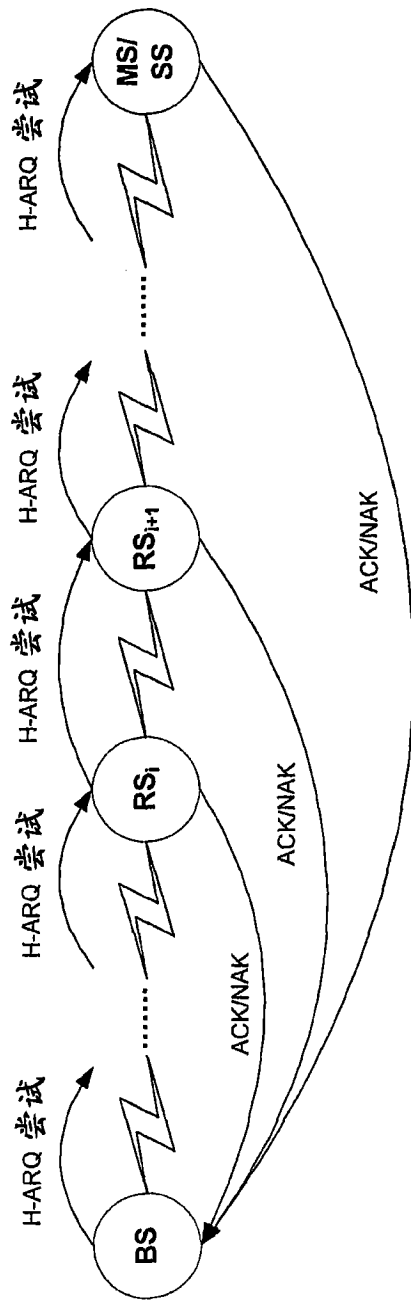 H-ARQ 尝试
H-ARQ 尝试
H-ARQ 尝试
H-ARQ 尝试
H-ARQ 尝试
BS
.......
RSi
RSi+1
.......
MS/
SS
ACK/NAK
ACK/NAK
ACK/NAK